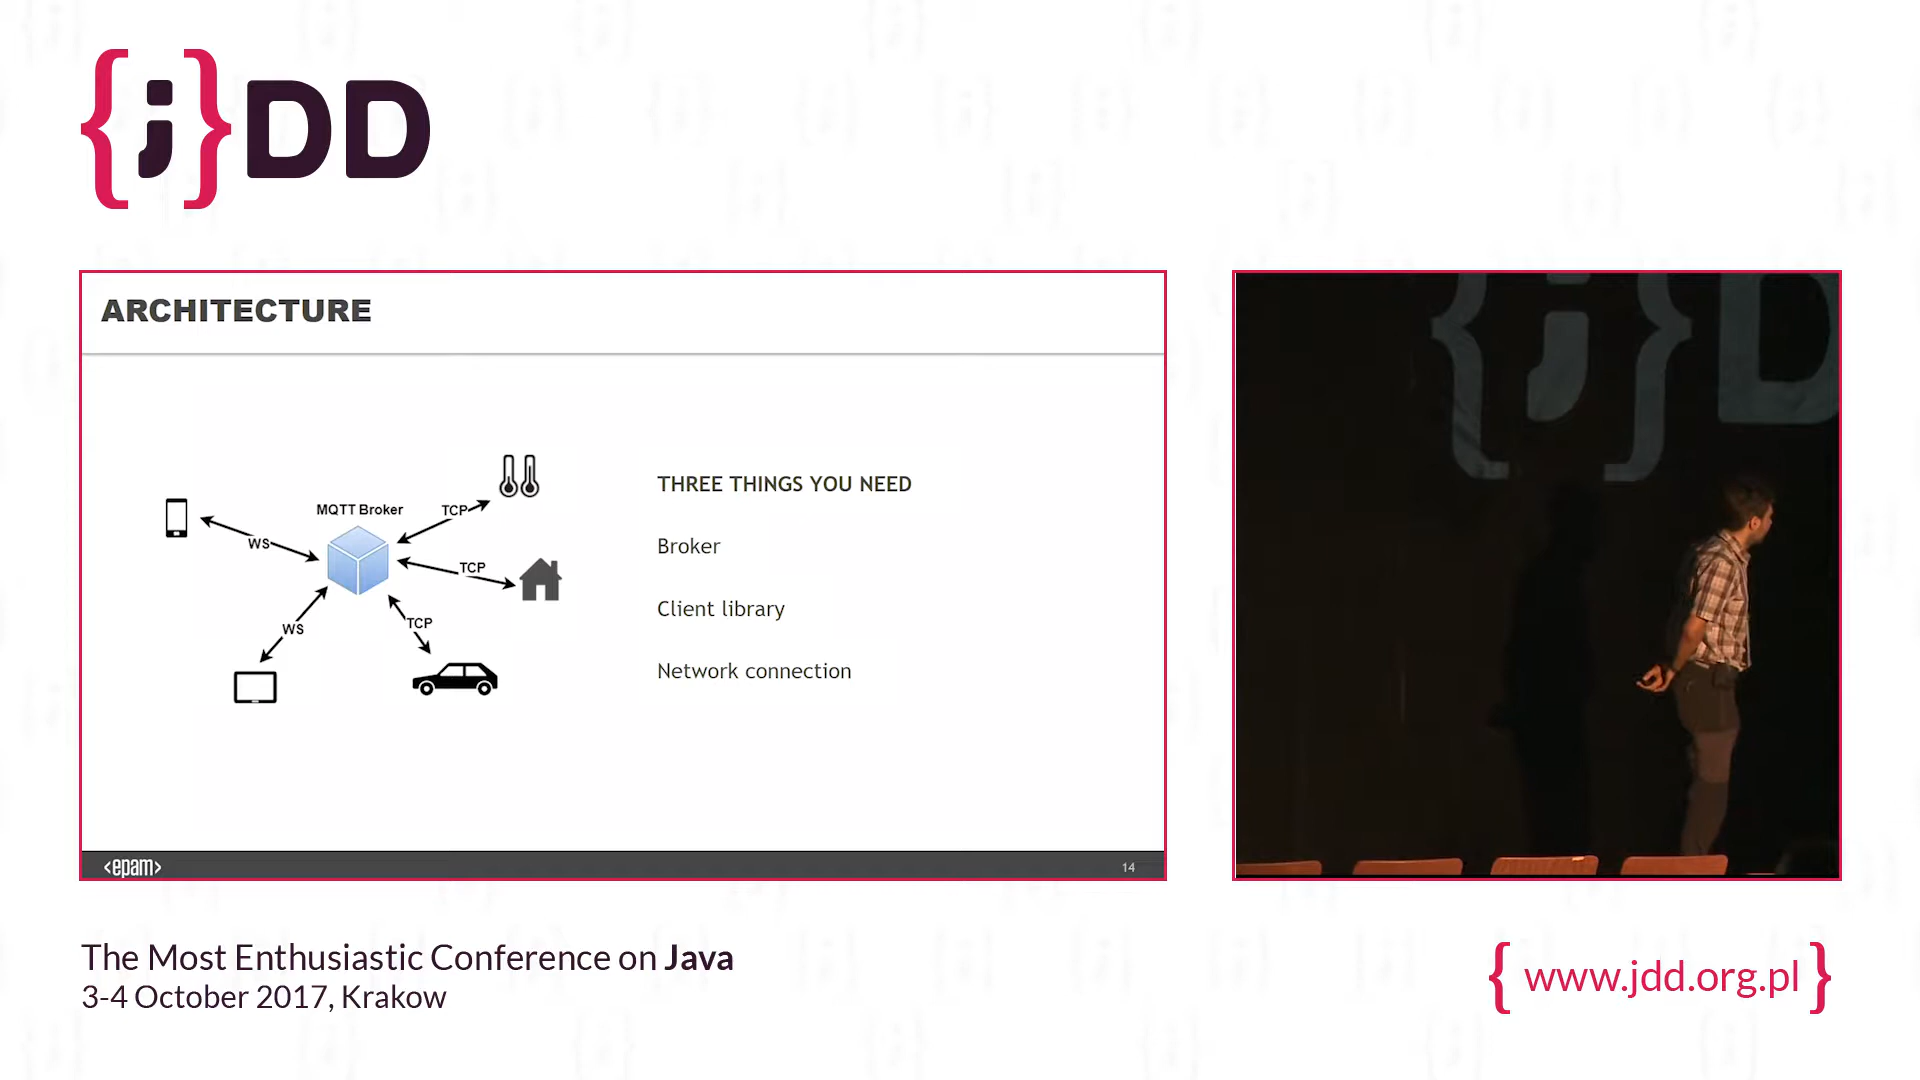 {;}DD
ARCHITECTURE
MQTT Broker
TCP
WS
TCP
WS
TCP
THREE THINGS YOU NEED
Broker
Client library
Network connection
<epam>
14
{;}D
The Most Enthusiastic Conference on Java
3-4 October 2017, Krakow
{ www.jdd.org.pl }